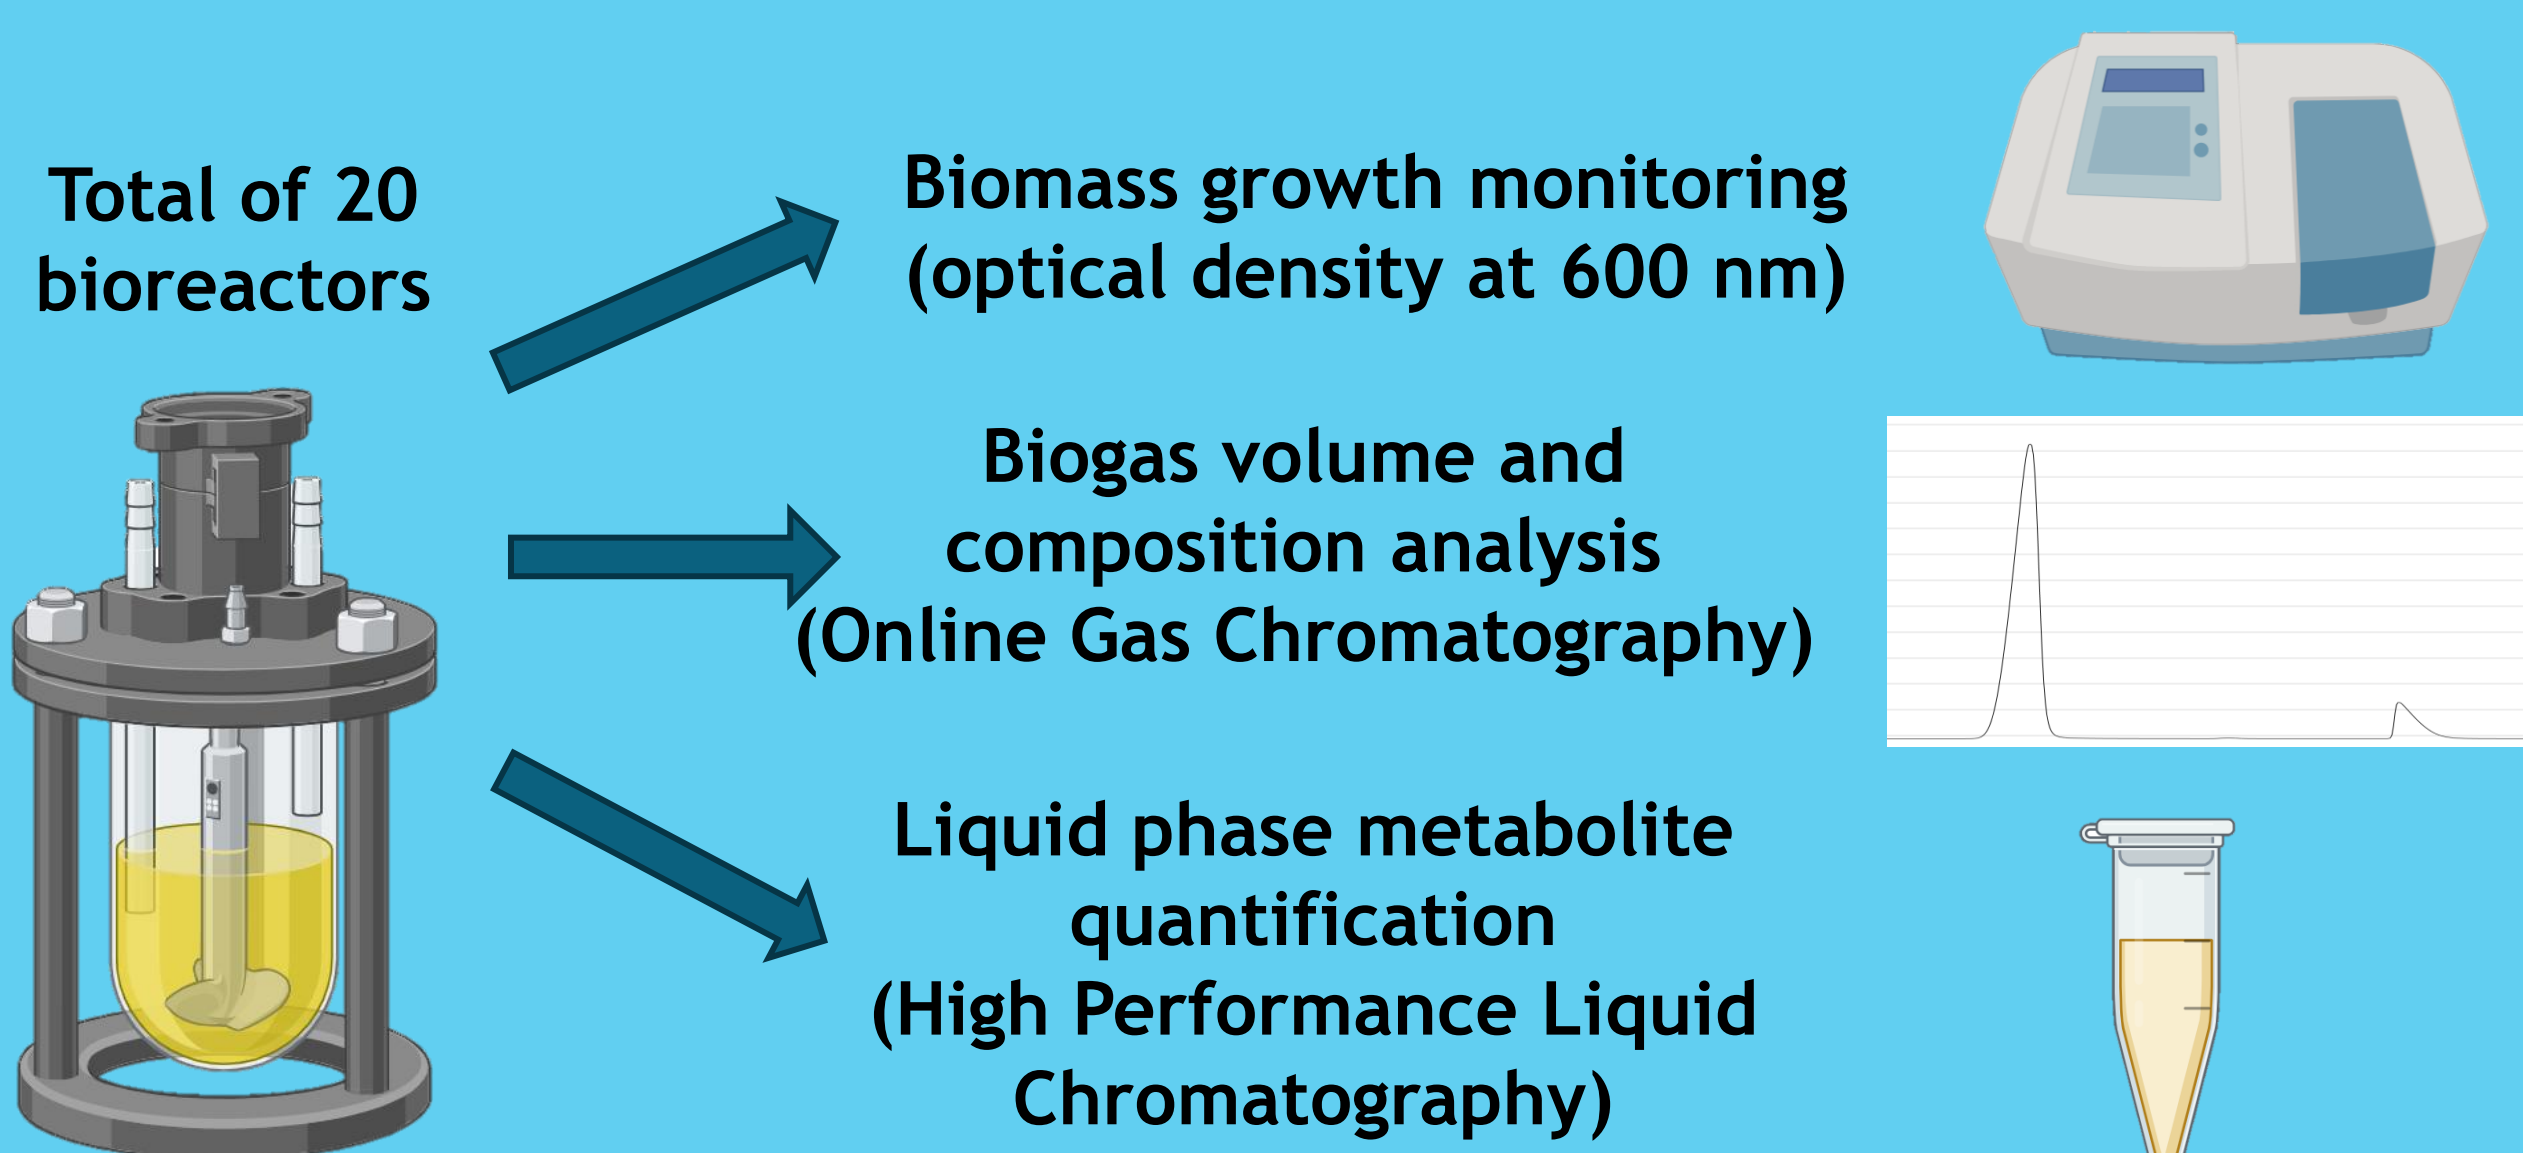 Total of 20
bioreactors
Biomass growth monitoring
(optical density at 600 nm)
Biogas volume and
composition analysis
(Online Gas Chromatography)
Liquid phase metabolite
quantification
(High Performance Liquid
Chromatography)